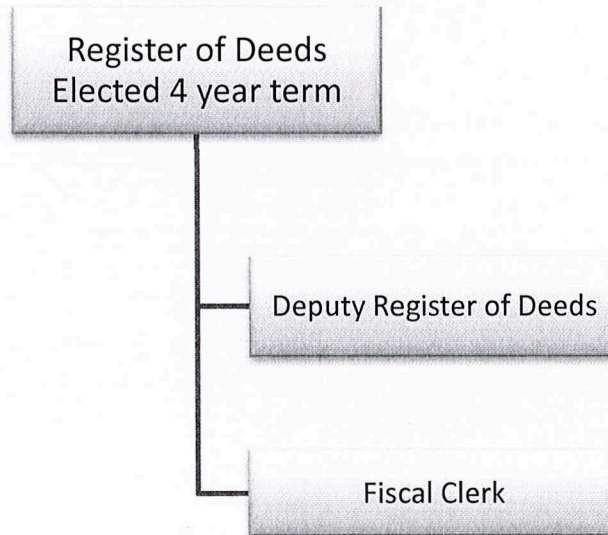 Register of Deeds
Elected 4 year term
Deputy Register of Deeds
Fiscal Clerk